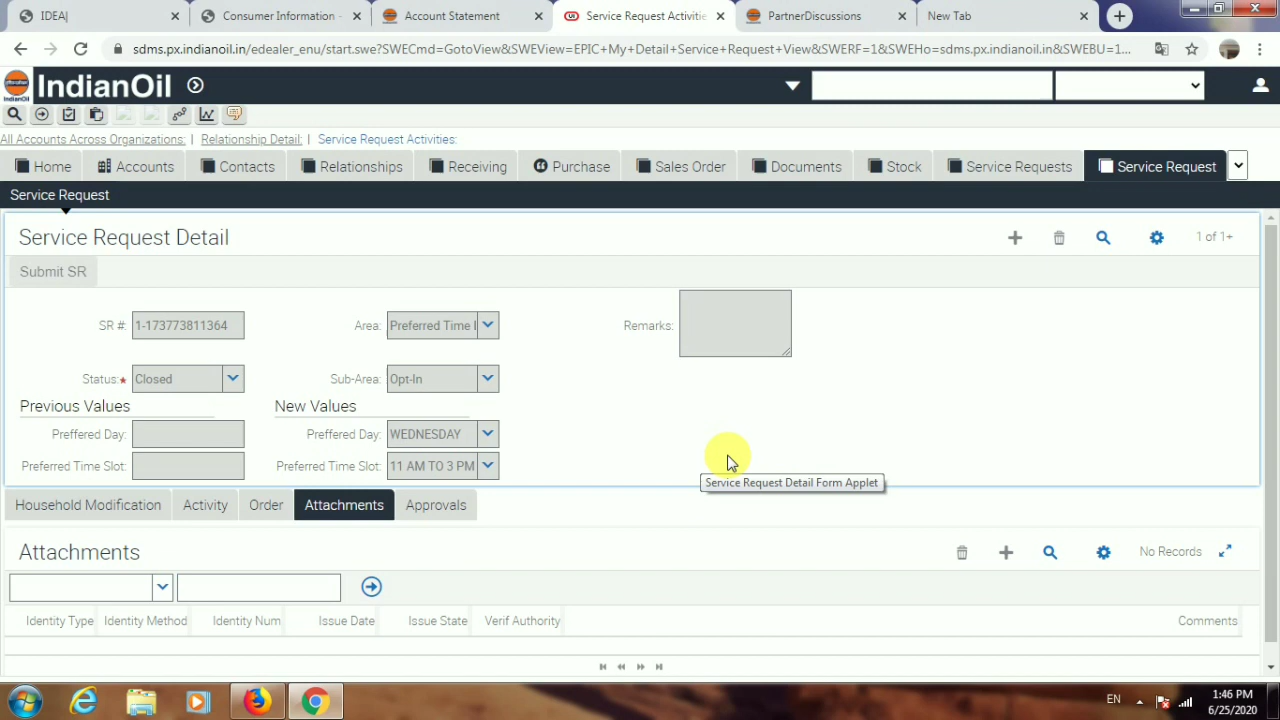 IDEA|
Consumer Information -
Account Statement
Service Request Activitie
PartnerDiscussions
New Tab
sdms.px.indianoil.in/edealer_enu/start.swe?SWECmd=GotoView&SWEView=EPIC+My+Detail+Service+Request+View&SWERF=1&SWEHo=sdms.px.indianoil.in&SWEBU=1...
IndianOil
All Accounts Across Organizations: | Relationship Detail: | Service Request Activities:
Home Accounts Contacts Relationships Receiving Purchase Sales Order Documents Stock Service Requests Service Request
Service Request
Service Request Detail 1 of 1+
Submit SR
SR #: 1-173773811364 Area: Preferred Time I Remarks:
Status:★ Closed Sub-Area: Opt-In
Previous Values New Values
Preffered Day: Preffered Day: WEDNESDAY
Preferred Time Slot: Preferred Time Slot: 11 AM TO 3 PM
Service Request Detail Form Applet
Household Modification Activity Order Attachments Approvals
Attachments No Records
Identity Type Identity Method Identity Num Issue Date Issue State Verif Authority Comments
EN 1:46 PM
6/25/2020